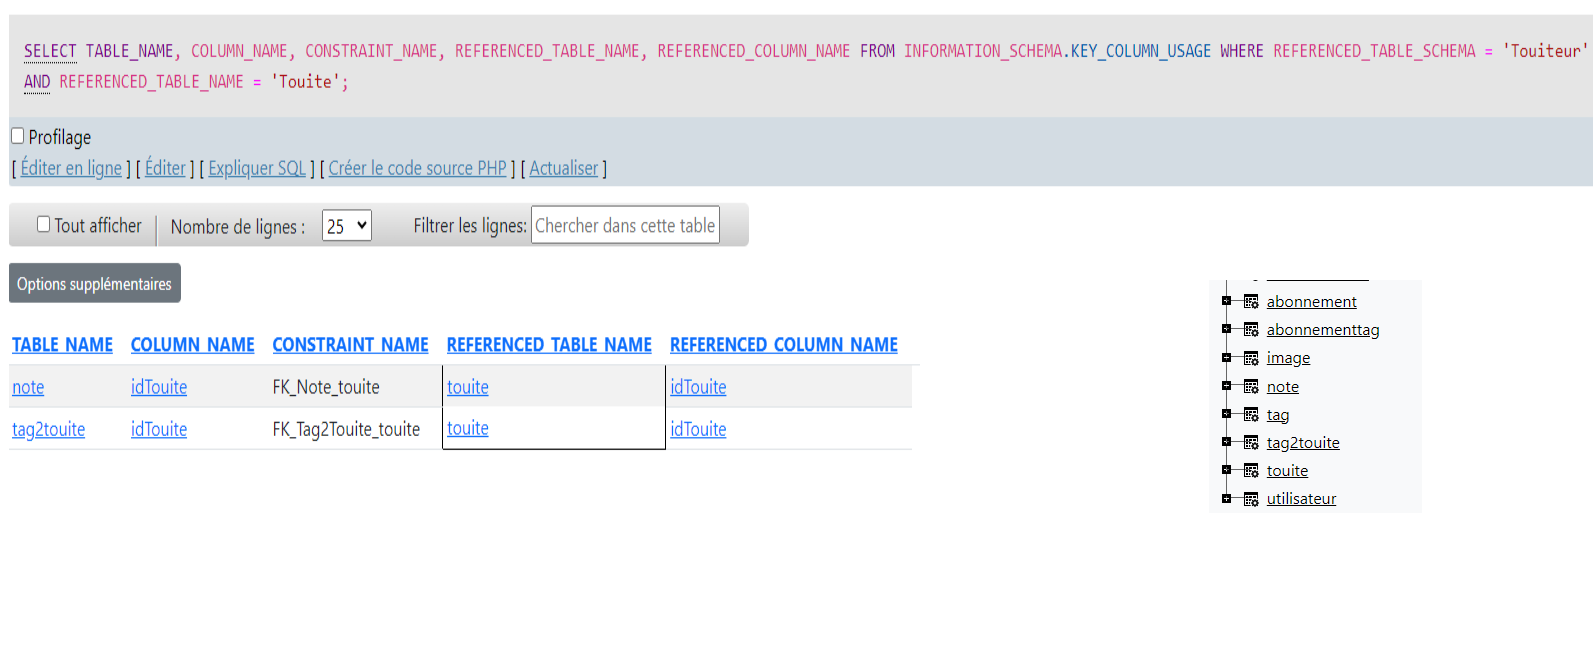 SELECT TABLE_NAME, COLUMN_NAME, CONSTRAINT_NAME, REFERENCED_TABLE_NAME, REFERENCED_COLUMN_NAME FROM INFORMATION_SCHEMA.KEY_COLUMN_USAGE WHERE REFERENCED_TABLE_SCHEMA = 'Touiteur'
AND REFERENCED_TABLE_NAME = 'Touite';
Profilage
[ Éditer en ligne ] [ Éditer ] [ Expliquer SQL ] [ Créer le code source PHP ] [ Actualiser ]
Tout afficher Nombre de lignes : 25 Filtrer les lignes: Chercher dans cette table
Options supplémentaires
TABLE_NAME COLUMN_NAME CONSTRAINT_NAME REFERENCED_TABLE_NAME REFERENCED_COLUMN_NAME
note idTouite FK_Note_touite touite idTouite
tag2touite idTouite FK_Tag2Touite_touite touite idTouite
abonnement
abonnementtag
image
note
tag
tag2touite
touite
utilisateur